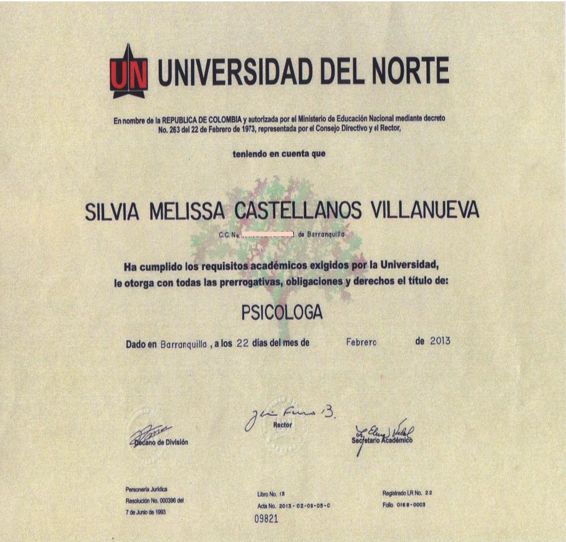 UN UNIVERSIDAD DEL NORTE
En nombre de la REPUBLICA DE COLOMBIA y autorizada por el Ministerio de Educación Nacional mediante decreto
No. 263 del 22 de Febrero de 1973, representada por el Consejo Directivo y el Rector,
teniendo en cuenta que
SILVIA MELISSA CASTELLANOS VILLANUEVA
C.C. No. de Barranquilla
Ha cumplido los requisitos académicos exigidos por la Universidad,
le otorga con todas las prerrogativas, obligaciones y derechos el título de:
PSICOLOGA
Dado en Barranquilla, a los 22 días del mes de Febrero de 2013
Rector
Decano de División
Secretario Académico
Personería Jurídica
Resolución No. 000396 del
7 de Junio de 1993
Libro No. 13
Acta No. 2013-02-05-05-C
09821
Registrado LR No. 22
Folio 0168-0003